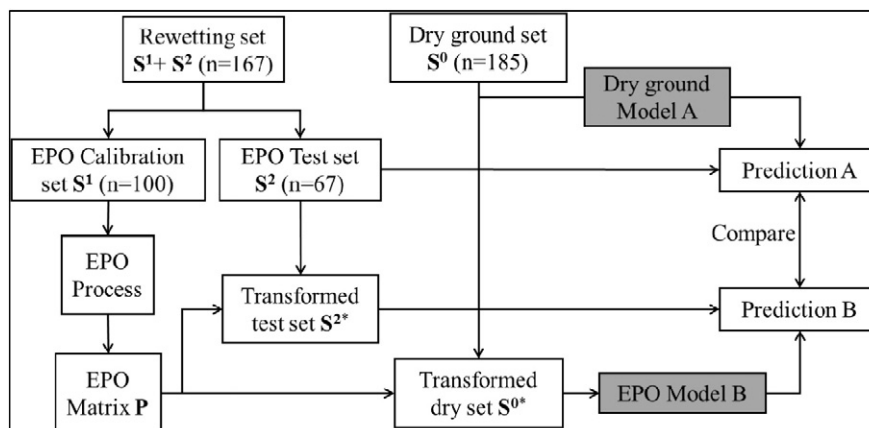 Rewetting set
S¹+ S² (n=167)
Dry ground set
S⁰ (n=185)
Dry ground
Model A
EPO Calibration
set S¹ (n=100)
EPO Test set
S² (n=67)
Prediction A
Compare
EPO
Process
Transformed
test set S²*
Prediction B
EPO
Matrix P
Transformed
dry set S⁰*
EPO Model B